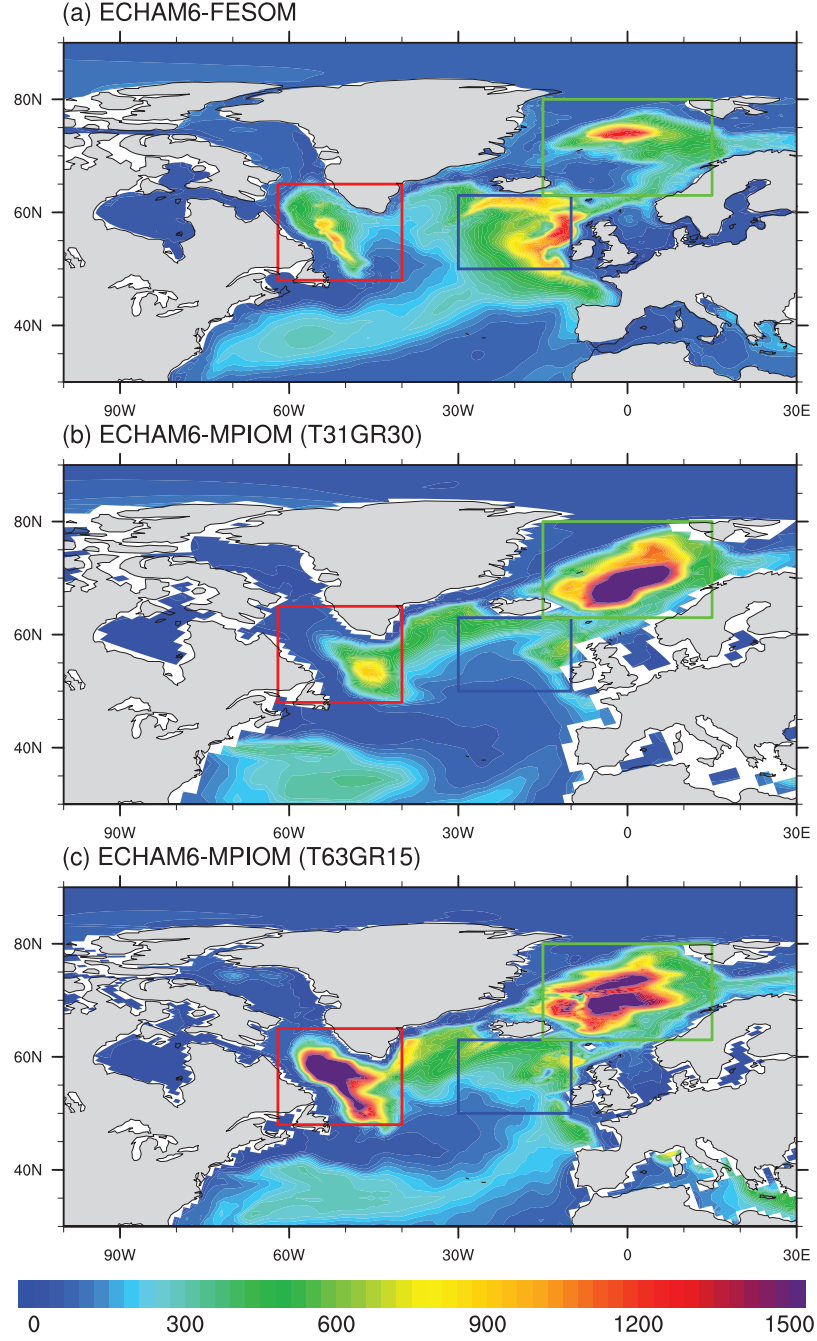 (a) ECHAM6-FESOM
80N
60N
40N
90W 60W 30W 0 30E
(b) ECHAM6-MPIOM (T31GR30)
80N
60N
40N
90W 60W 30W 0 30E
(c) ECHAM6-MPIOM (T63GR15)
80N
60N
40N
90W 60W 30W 0 30E
0 300 600 900 1200 1500